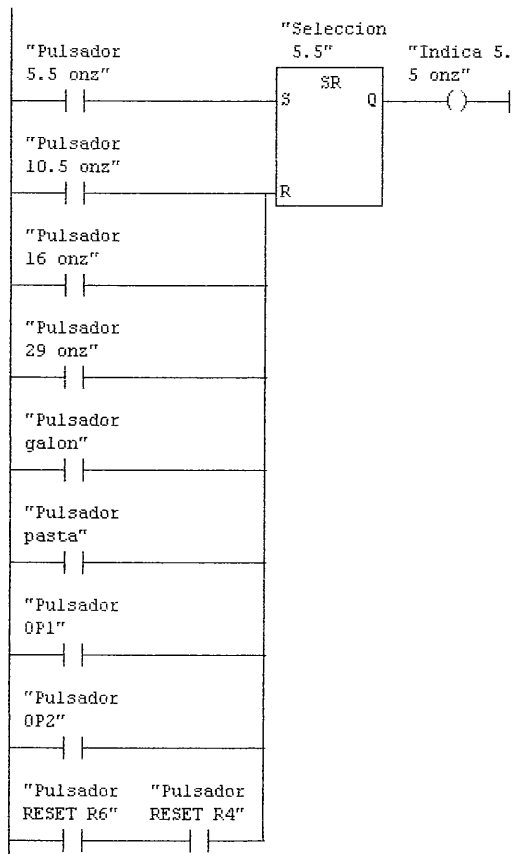 "Seleccion
5.5"
"Pulsador
5.5 onz"
"Indica 5.
5 onz"
SR
S
Q
"Pulsador
10.5 onz"
R
"Pulsador
16 onz"
"Pulsador
29 onz"
"Pulsador
galon"
"Pulsador
pasta"
"Pulsador
OP1"
"Pulsador
OP2"
"Pulsador
RESET R6"
"Pulsador
RESET R4"